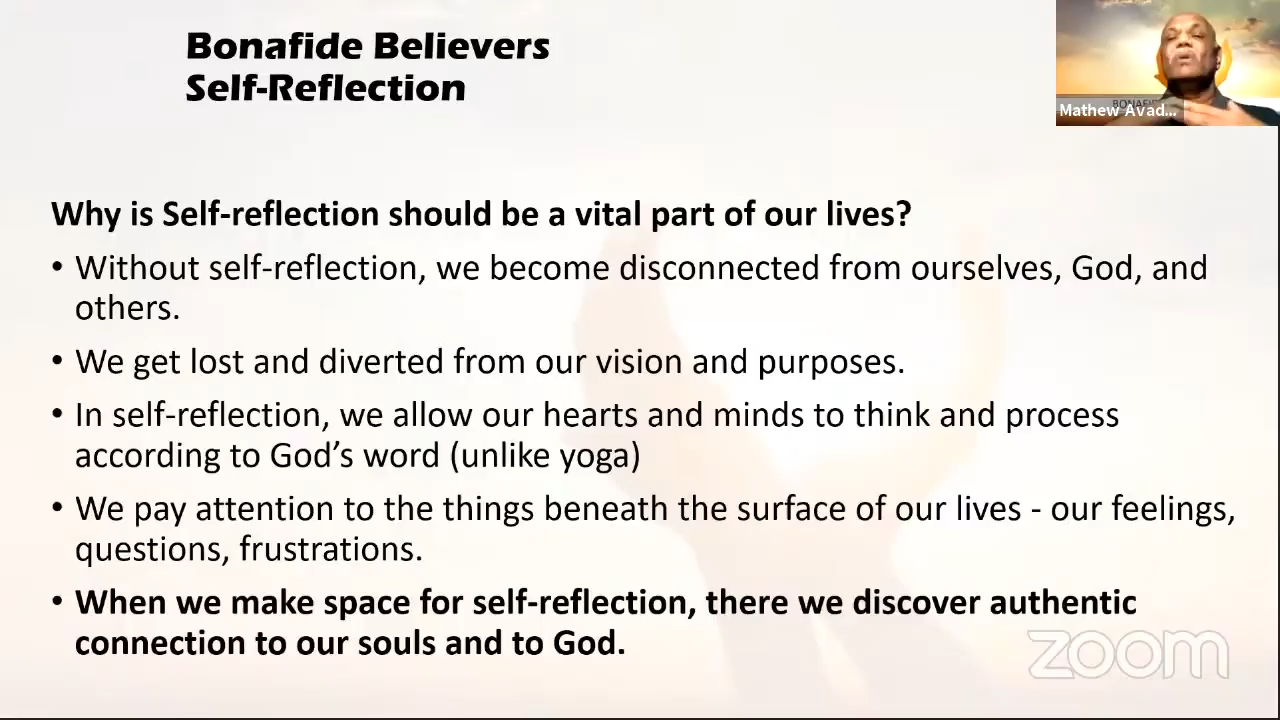 Bonafide Believers
Self-Reflection
Mathew Avad...
Why is Self-reflection should be a vital part of our lives?
• Without self-reflection, we become disconnected from ourselves, God, and
others.
• We get lost and diverted from our vision and purposes.
• In self-reflection, we allow our hearts and minds to think and process
according to God’s word (unlike yoga)
• We pay attention to the things beneath the surface of our lives - our feelings,
questions, frustrations.
• When we make space for self-reflection, there we discover authentic
connection to our souls and to God.
zoom